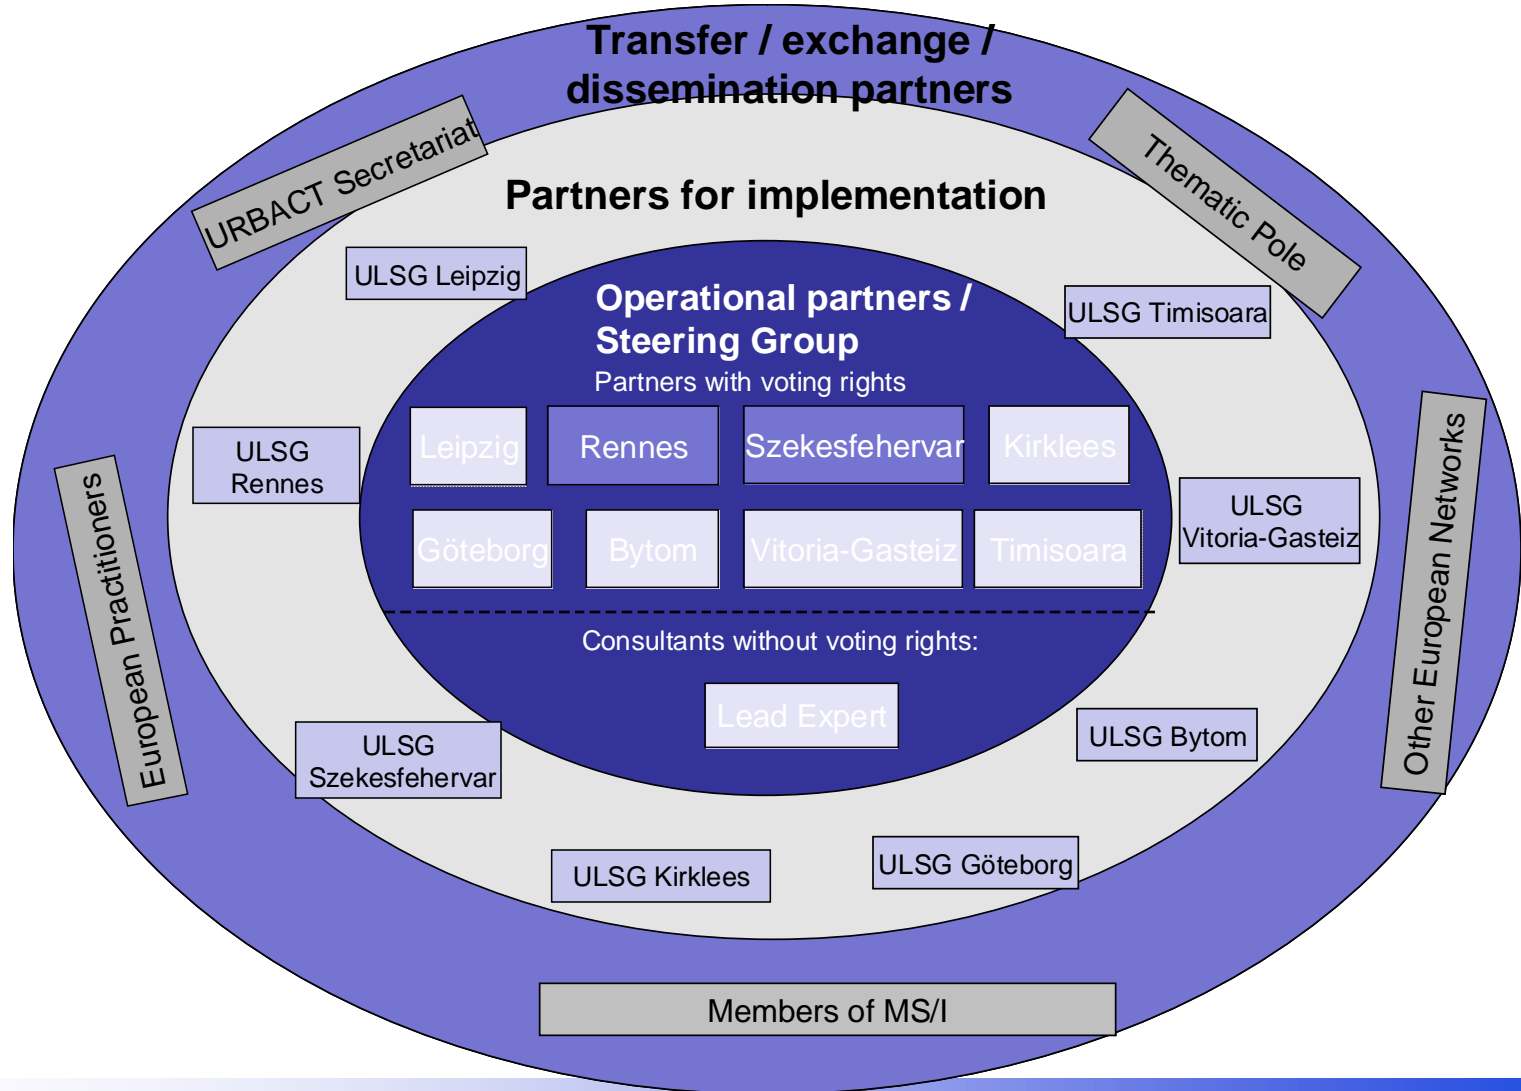 Transfer / exchange /
dissemination partners
URBACT Secretariat
Thematic Pole
Partners for implementation
ULSG Leipzig
ULSG Timisoara
Operational partners /
Steering Group
Partners with voting rights
Leipzig
Rennes
Szekesfehervar
Kirklees
ULSG
Rennes
ULSG
Vitoria-Gasteiz
Göteborg
Bytom
Vitoria-Gasteiz
Timisoara
European Practitioners
Other European Networks
Consultants without voting rights:
Lead Expert
ULSG
Szekesfehervar
ULSG Bytom
ULSG Kirklees
ULSG Göteborg
Members of MS/I